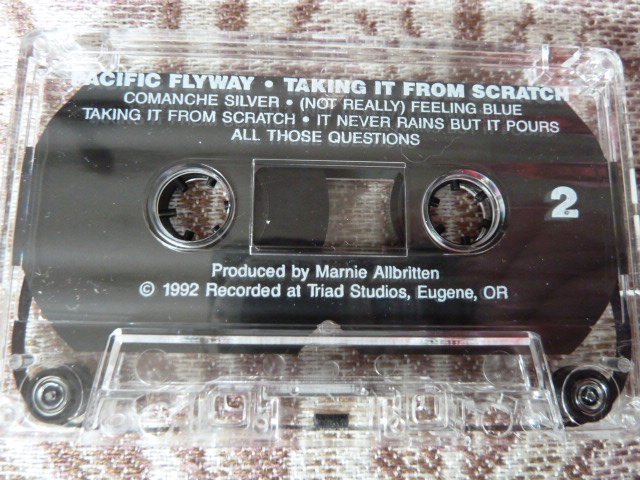 PACIFIC FLYWAY • TAKING IT FROM SCRATCH
COMANCHE SILVER • (NOT REALLY) FEELING BLUE
TAKING IT FROM SCRATCH • IT NEVER RAINS BUT IT POURS
ALL THOSE QUESTIONS
2
Produced by Marnie Allbritten
© 1992 Recorded at Triad Studios, Eugene, OR